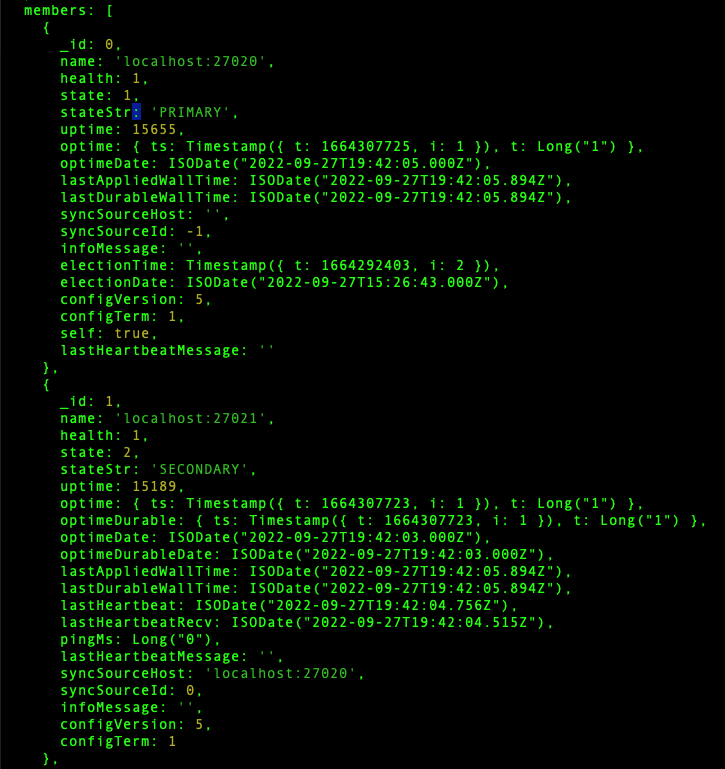 members: [
{
_id: 0,
name: 'localhost:27020',
health: 1,
state: 1,
stateStr: 'PRIMARY',
uptime: 15655,
optime: { ts: Timestamp({ t: 1664307725, i: 1 }), t: Long("1") },
optimeDate: ISODate("2022-09-27T19:42:05.000Z"),
lastAppliedWallTime: ISODate("2022-09-27T19:42:05.894Z"),
lastDurableWallTime: ISODate("2022-09-27T19:42:05.894Z"),
syncSourceHost: '',
syncSourceId: -1,
infoMessage: '',
electionTime: Timestamp({ t: 1664292403, i: 2 }),
electionDate: ISODate("2022-09-27T15:26:43.000Z"),
configVersion: 5,
configTerm: 1,
self: true,
lastHeartbeatMessage: ''
},
{
_id: 1,
name: 'localhost:27021',
health: 1,
state: 2,
stateStr: 'SECONDARY',
uptime: 15189,
optime: { ts: Timestamp({ t: 1664307723, i: 1 }), t: Long("1") },
optimeDurable: { ts: Timestamp({ t: 1664307723, i: 1 }), t: Long("1") },
optimeDate: ISODate("2022-09-27T19:42:03.000Z"),
optimeDurableDate: ISODate("2022-09-27T19:42:03.000Z"),
lastAppliedWallTime: ISODate("2022-09-27T19:42:05.894Z"),
lastDurableWallTime: ISODate("2022-09-27T19:42:05.894Z"),
lastHeartbeat: ISODate("2022-09-27T19:42:04.756Z"),
lastHeartbeatRecv: ISODate("2022-09-27T19:42:04.515Z"),
pingMs: Long("0"),
lastHeartbeatMessage: '',
syncSourceHost: 'localhost:27020',
syncSourceId: 0,
infoMessage: '',
configVersion: 5,
configTerm: 1
},